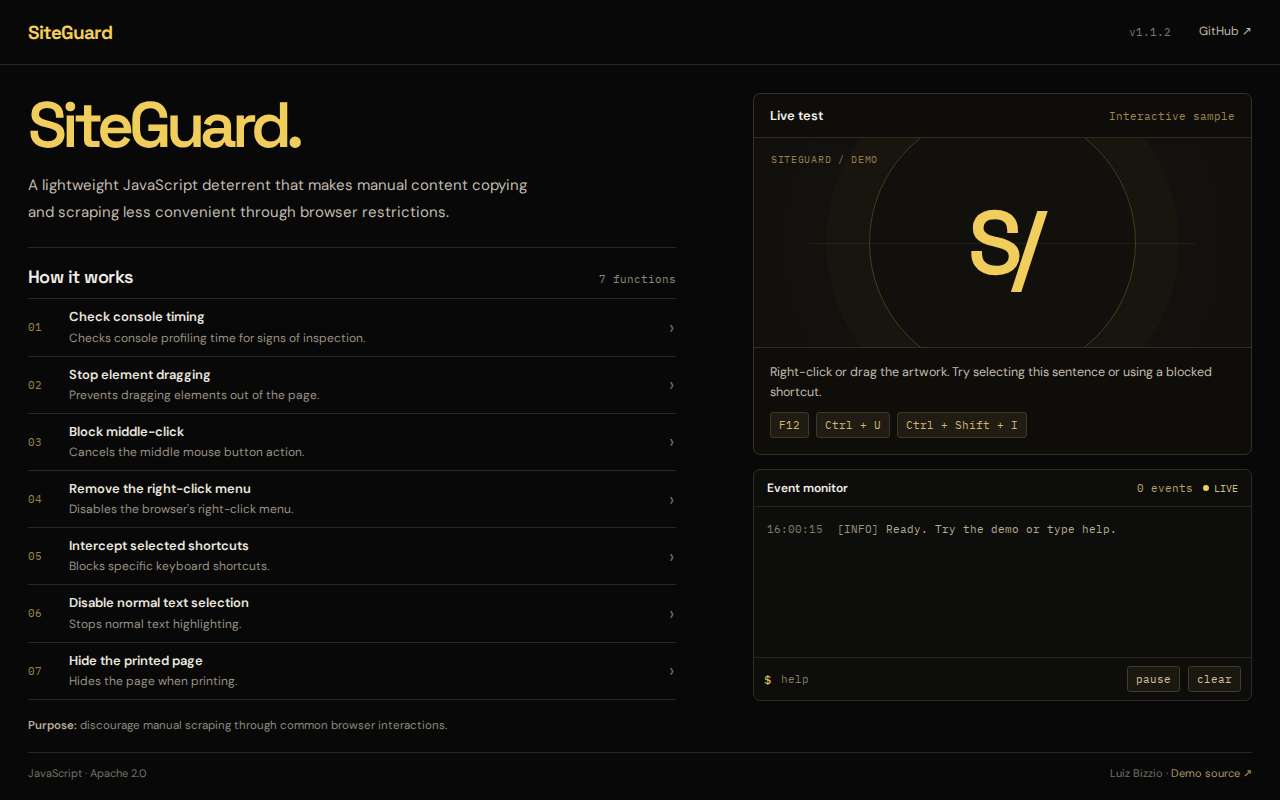 SiteGuard
v1.1.2
GitHub ↗
SiteGuard.
A lightweight JavaScript deterrent that makes manual content copying
and scraping less convenient through browser restrictions.
How it works
7 functions
01
Check console timing
Checks console profiling time for signs of inspection.
›
02
Stop element dragging
Prevents dragging elements out of the page.
›
03
Block middle-click
Cancels the middle mouse button action.
›
04
Remove the right-click menu
Disables the browser's right-click menu.
›
05
Intercept selected shortcuts
Blocks specific keyboard shortcuts.
›
06
Disable normal text selection
Stops normal text highlighting.
›
07
Hide the printed page
Hides the page when printing.
›
Purpose: discourage manual scraping through common browser interactions.
Live test
Interactive sample
SITEGUARD / DEMO
S/
Right-click or drag the artwork. Try selecting this sentence or using a blocked
shortcut.
F12
Ctrl + U
Ctrl + Shift + I
Event monitor
0 events
LIVE
16:00:15 [INFO] Ready. Try the demo or type help.
$ help
pause
clear
JavaScript · Apache 2.0
Luiz Bizzio · Demo source ↗